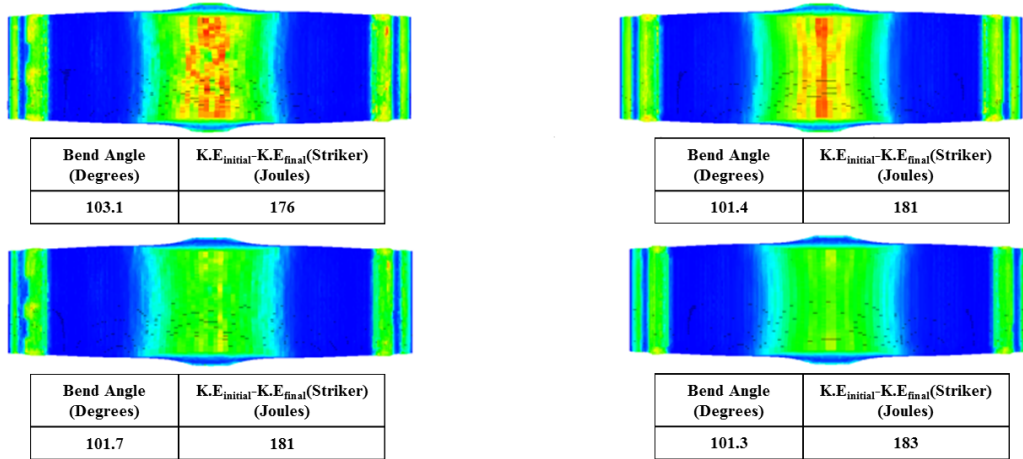 Bend Angle
(Degrees)
K.Einitial-K.Efinal(Striker)
(Joules)
103.1
176
Bend Angle
(Degrees)
K.Einitial-K.Efinal(Striker)
(Joules)
101.4
181
Bend Angle
(Degrees)
K.Einitial-K.Efinal(Striker)
(Joules)
101.7
181
Bend Angle
(Degrees)
K.Einitial-K.Efinal(Striker)
(Joules)
101.3
183